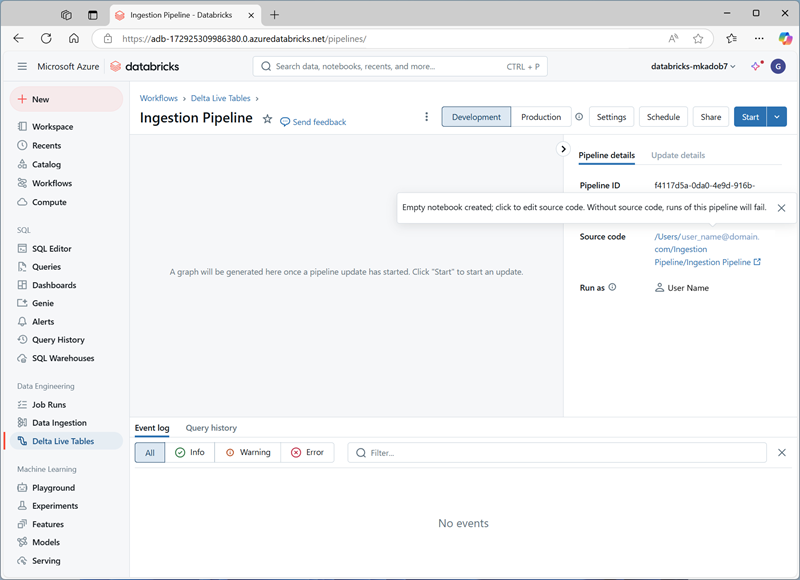 Ingestion Pipeline - Databricks
https://adb-172925309986380.0.azuredatabricks.net/pipelines/
Microsoft Azure
databricks
Search data, notebooks, recents, and more...
CTRL + P
databricks-mkadob7
G
New
Workspace
Recents
Catalog
Workflows
Compute
SQL
SQL Editor
Queries
Dashboards
Genie
Alerts
Query History
SQL Warehouses
Data Engineering
Job Runs
Data Ingestion
Delta Live Tables
Machine Learning
Playground
Experiments
Features
Models
Serving
Workflows > Delta Live Tables >
Ingestion Pipeline
Send feedback
Development
Production
Settings
Schedule
Share
Start
A graph will be generated here once a pipeline update has started. Click "Start" to start an update.
Pipeline details
Update details
Pipeline ID
f4117d5a-0da0-4e9d-916b-
Empty notebook created; click to edit source code. Without source code, runs of this pipeline will fail.
Source code
/Users/user_name@domain.
com/Ingestion
Pipeline/Ingestion Pipeline
Run as
User Name
Event log
Query history
All
Info
Warning
Error
Filter...
No events